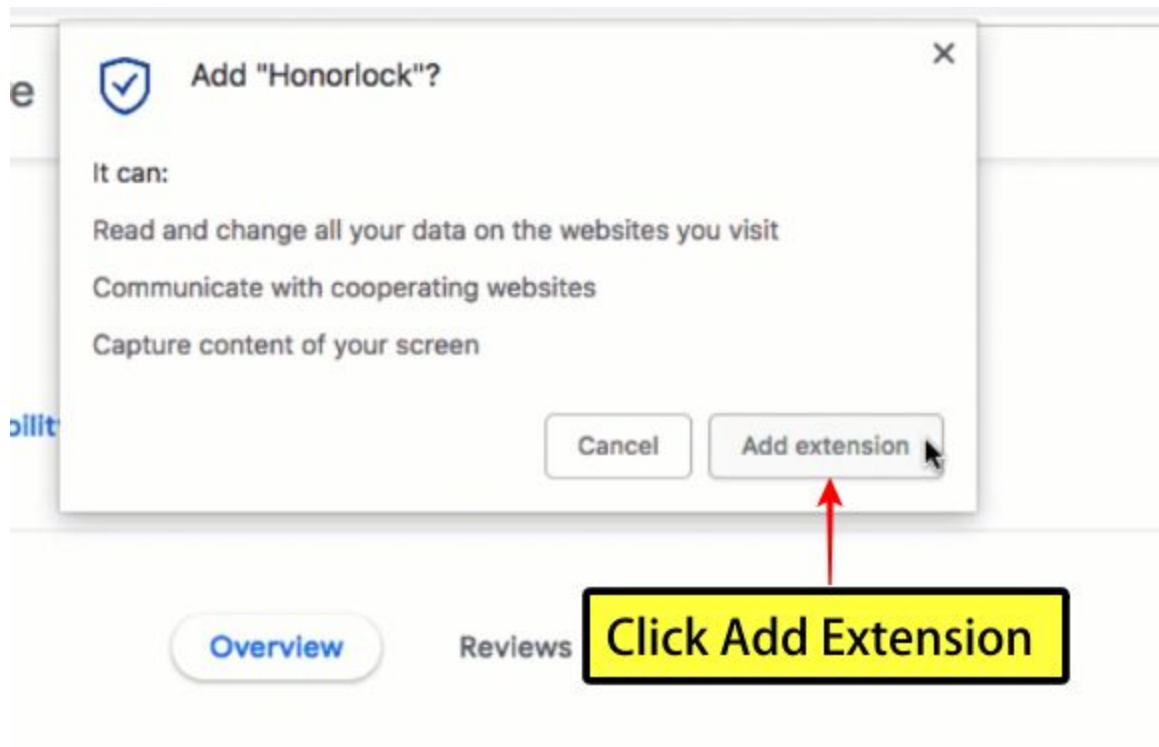 e
Add "Honorlock"?
It can:
Read and change all your data on the websites you visit
Communicate with cooperating websites
Capture content of your screen
bilit
Cancel
Add extension
Overview
Reviews
Click Add Extension